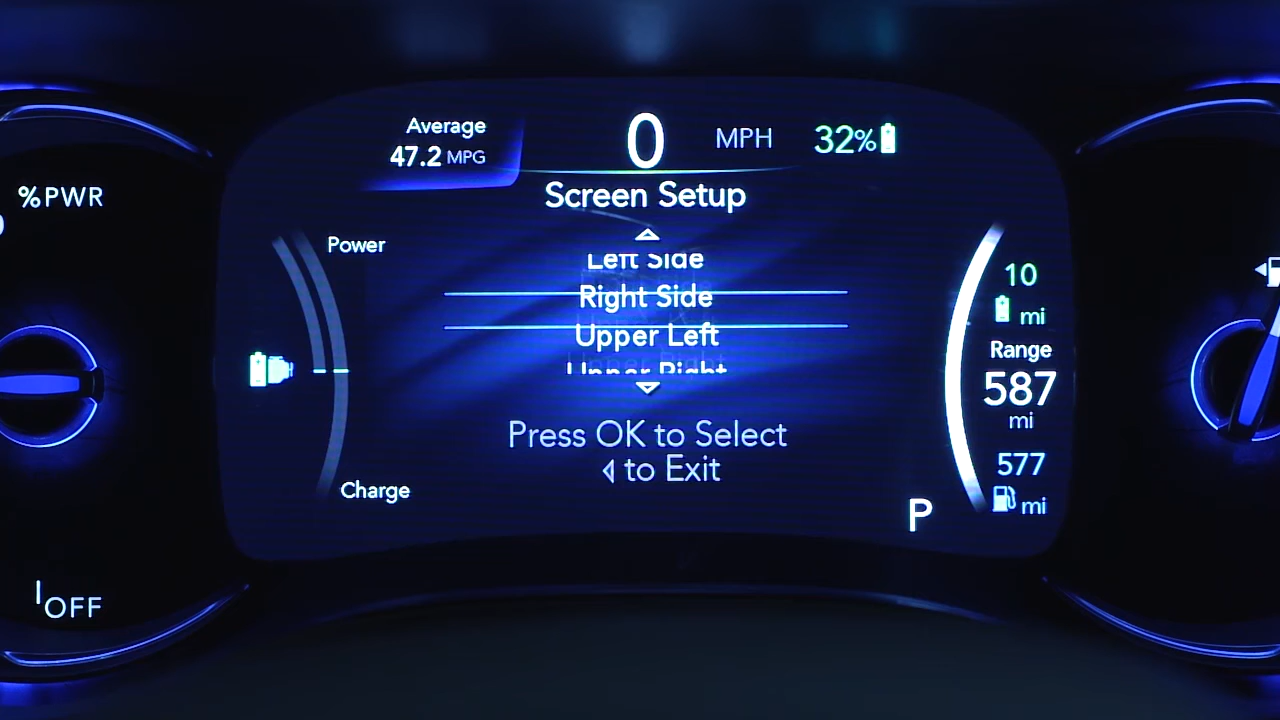 Average
47.2 MPG
0 MPH
32%
%PWR
Screen Setup
Power
Left Side
Right Side
Upper Left
Upper Right
10
mi
Range
587
mi
577
mi
Press OK to Select
to Exit
Charge
P
OFF